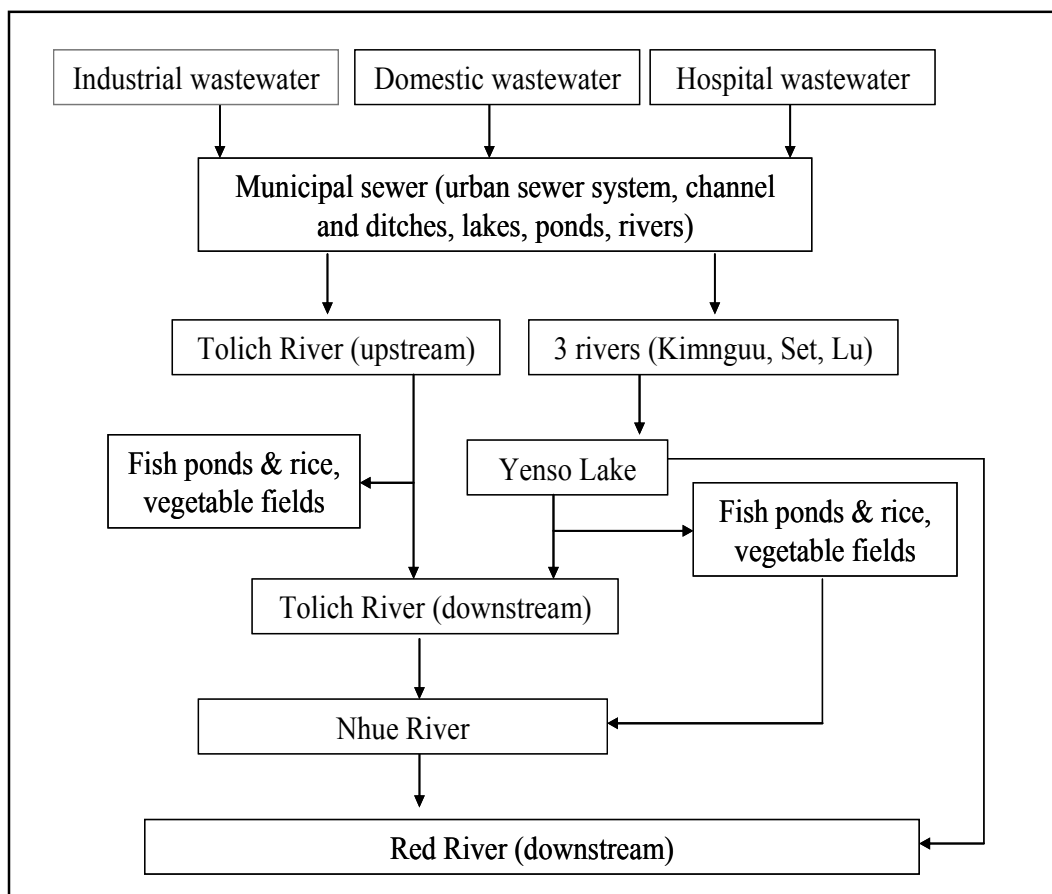 Industrial wastewater
Domestic wastewater
Hospital wastewater
Municipal sewer (urban sewer system, channel
and ditches, lakes, ponds, rivers)
Tolich River (upstream)
3 rivers (Kimnguu, Set, Lu)
Fish ponds & rice,
vegetable fields
Yenso Lake
Fish ponds & rice,
vegetable fields
Tolich River (downstream)
Nhue River
Red River (downstream)